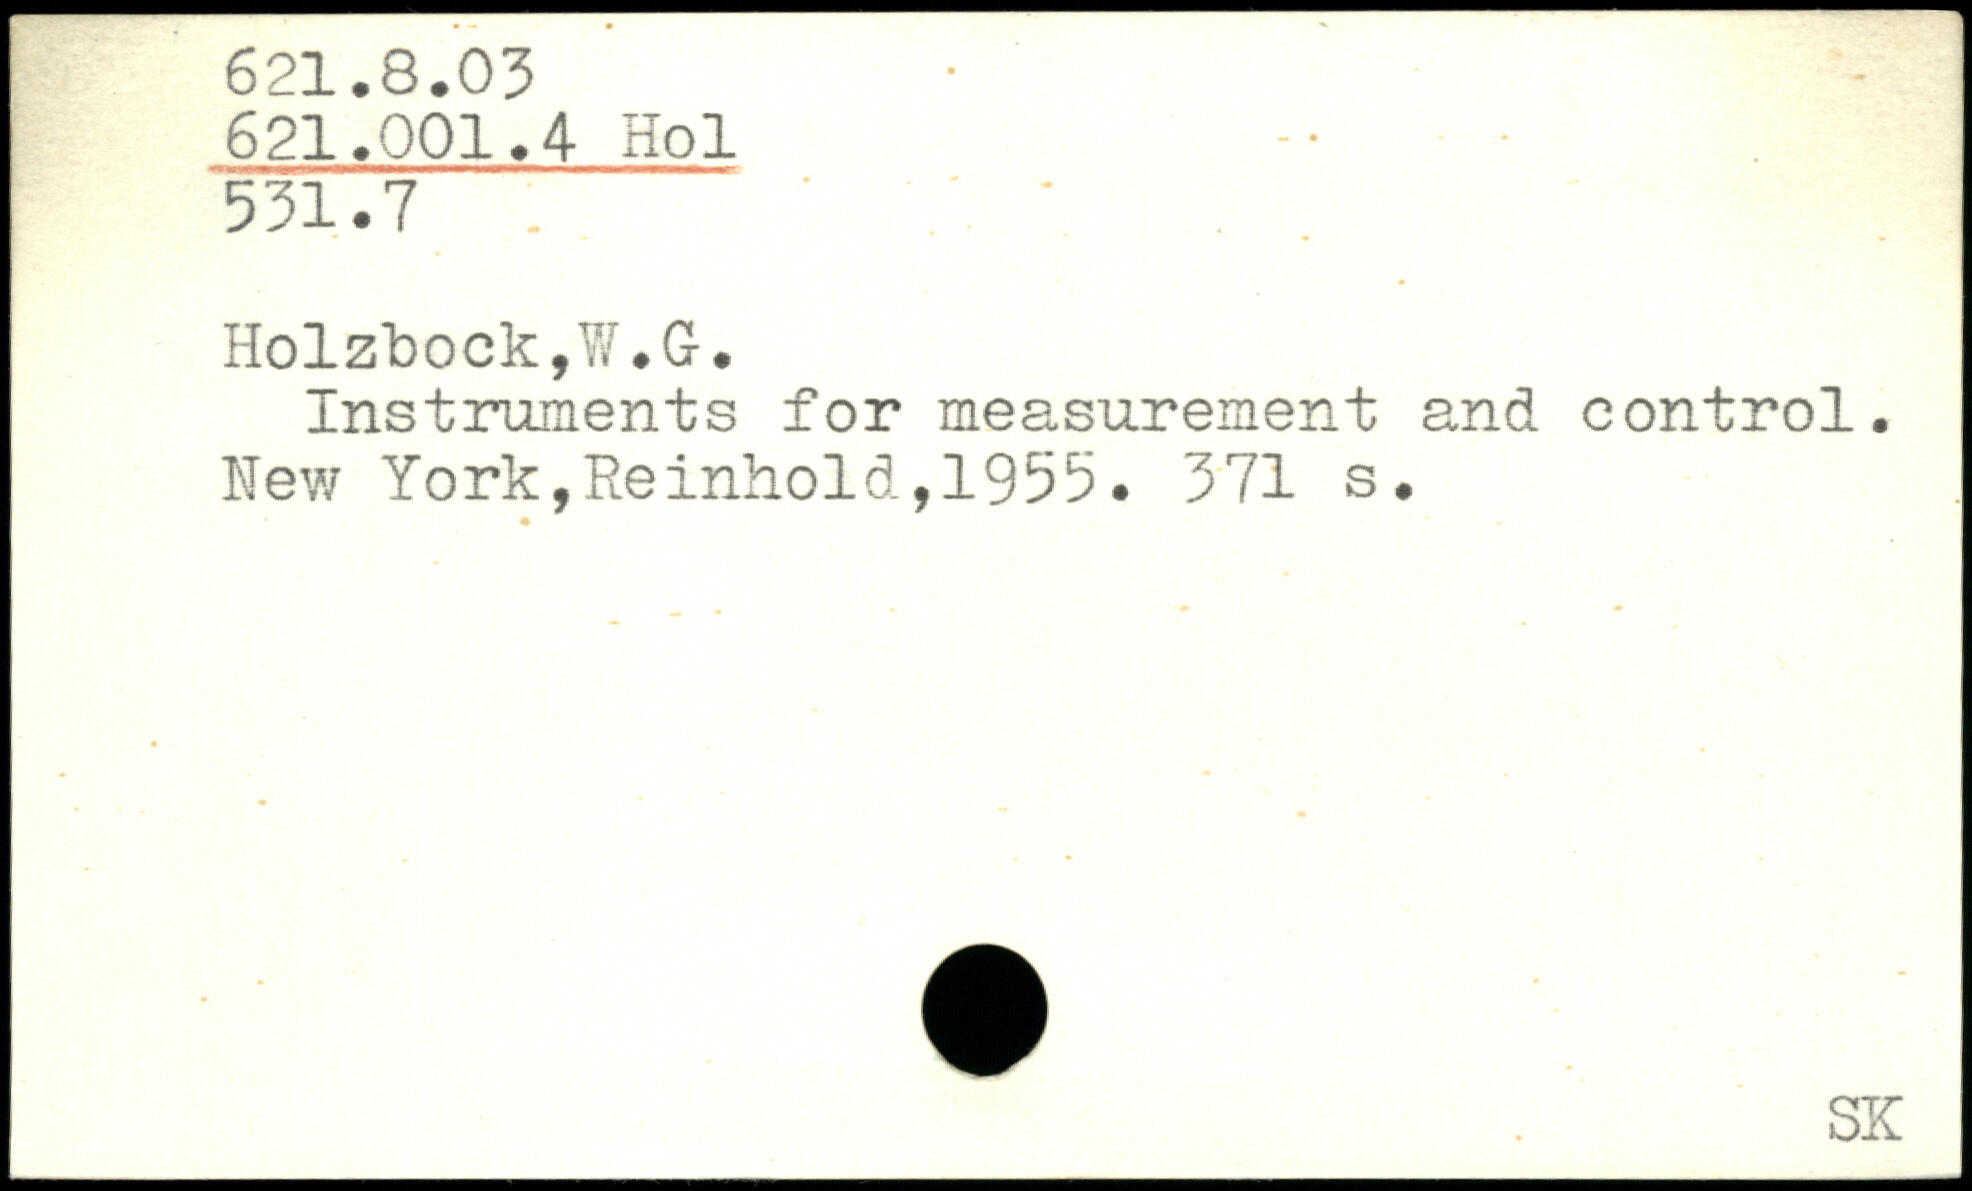 621.8.03
621.001.4 Hol
531.7
Holzbock,W.G.
Instruments for measurement and control.
New York,Reinhold,1955. 371 s.
SK